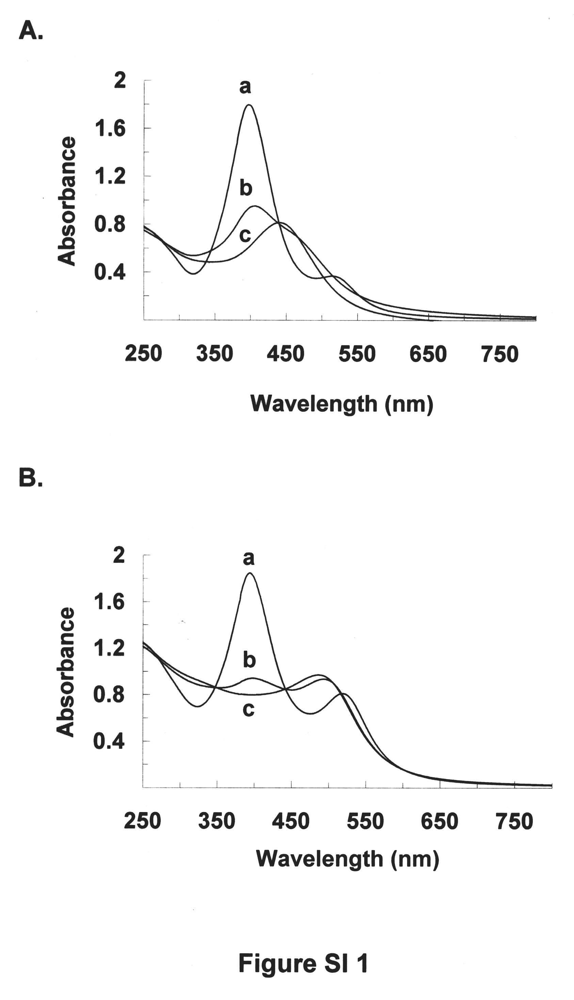 A.
2
a
1.6
1.2
b
0.8
c
0.4
Absorbance
250 350 450 550 650 750
Wavelength (nm)
B.
2
a
1.6
1.2
b
0.8
c
0.4
Absorbance
250 350 450 550 650 750
Wavelength (nm)
Figure SI 1